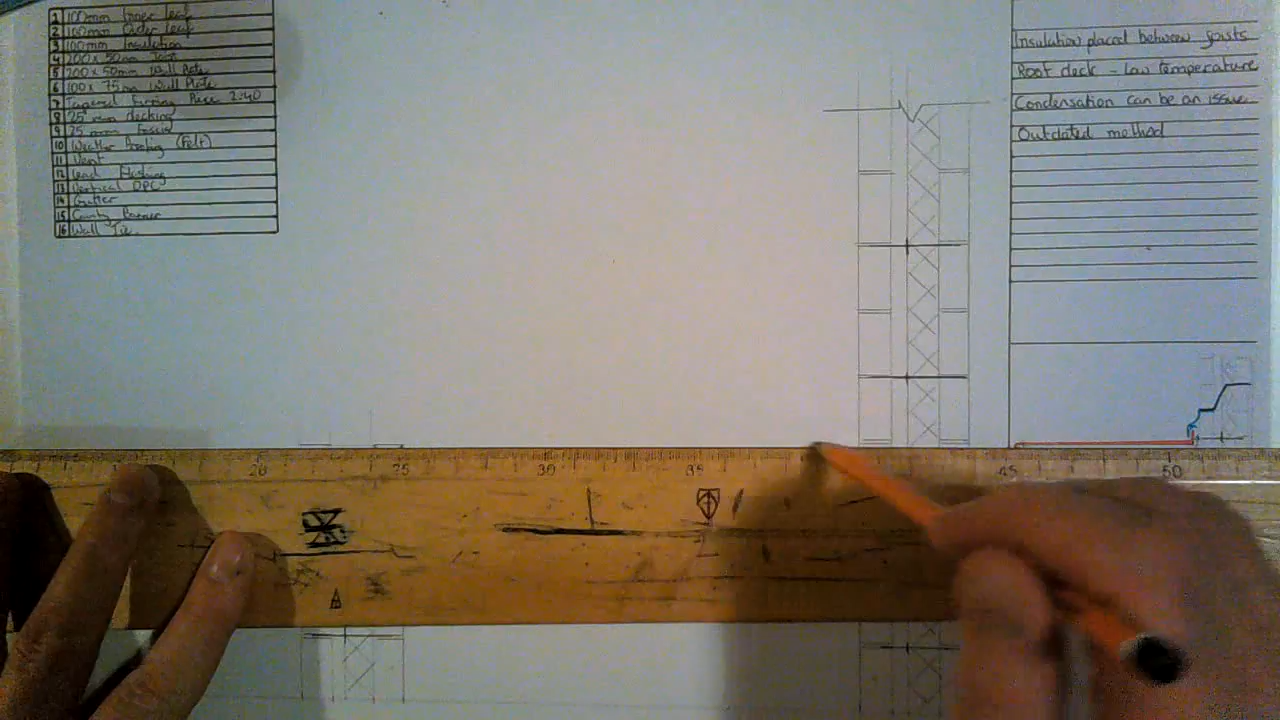 1 100mm Inner leaf
2 100mm Outer leaf
3 100mm Insulation
4 200 x 50mm Joist
5 200 x 50mm Wall Plate
6 100 x 75mm Wall Plate
7 Tapered Furring Piece 1:40
8 25mm decking
9 25mm Fascia
10 Weather Proofing (Felt)
11 Vent
12 Lead Flashing
13 Vertical DPC
14 Gutter
15 Cavity
16 Wall Tie
Insulation placed between joists
Roof deck - low temperature
Condensation can be an issue
Outdated method
20 25 30 35 45 50